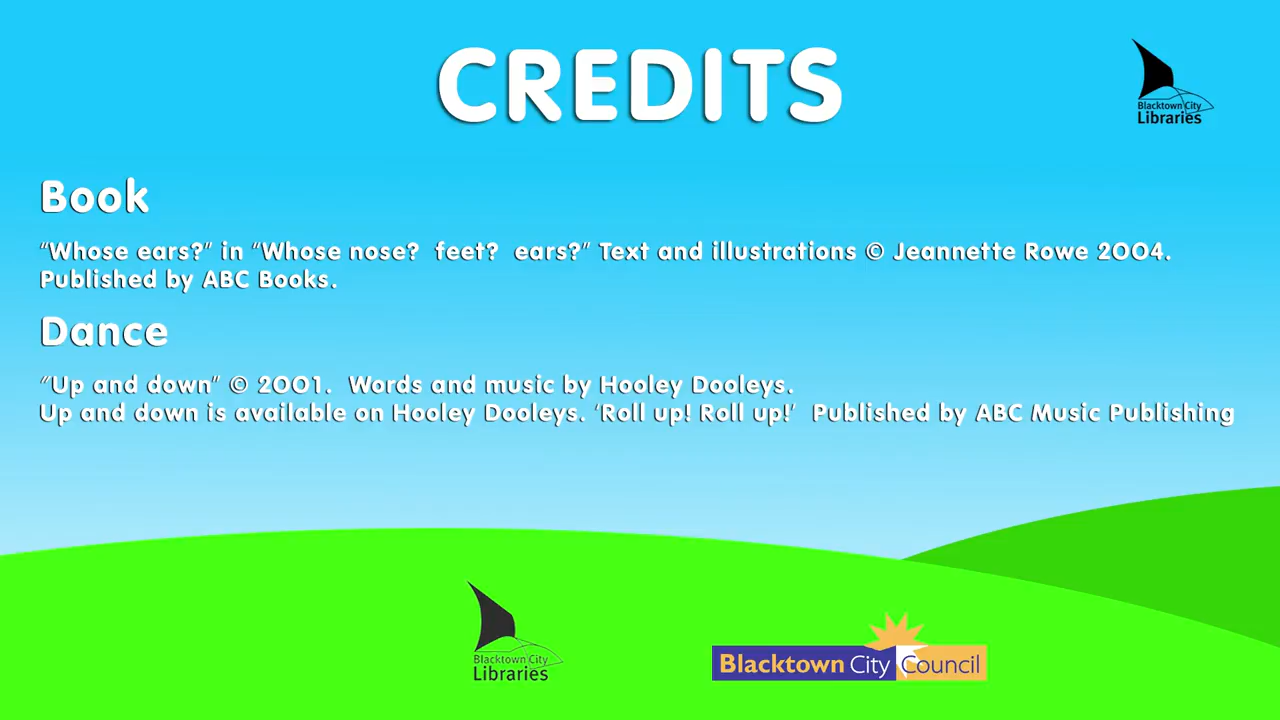 CREDITS
Blacktown City
Libraries
Book
“Whose ears?” in “Whose nose?  feet?  ears?” Text and illustrations © Jeannette Rowe 2004.
Published by ABC Books.
Dance
“Up and down” © 2001.  Words and music by Hooley Dooleys.
Up and down is available on Hooley Dooleys. ‘Roll up! Roll up!’  Published by ABC Music Publishing
Blacktown City
Libraries
Blacktown City Council